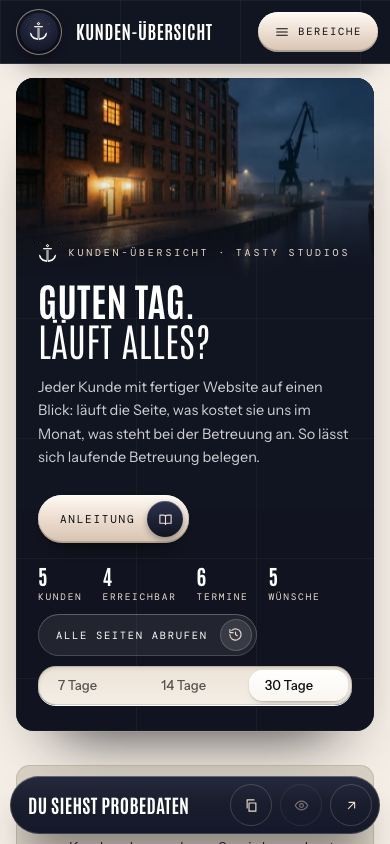 KUNDEN-ÜBERSICHT
BEREICHE
KUNDEN-ÜBERSICHT · TASTY STUDIOS
GUTEN TAG.
LÄUFT ALLES?
Jeder Kunde mit fertiger Website auf einen
Blick: läuft die Seite, was kostet sie uns im
Monat, was steht bei der Betreuung an. So lässt
sich laufende Betreuung belegen.
ANLEITUNG
5 4 6 5
KUNDEN ERREICHBAR TERMINE WÜNSCHE
ALLE SEITEN ABRUFEN
7 Tage 14 Tage 30 Tage
DU SIEHST PROBEDATEN